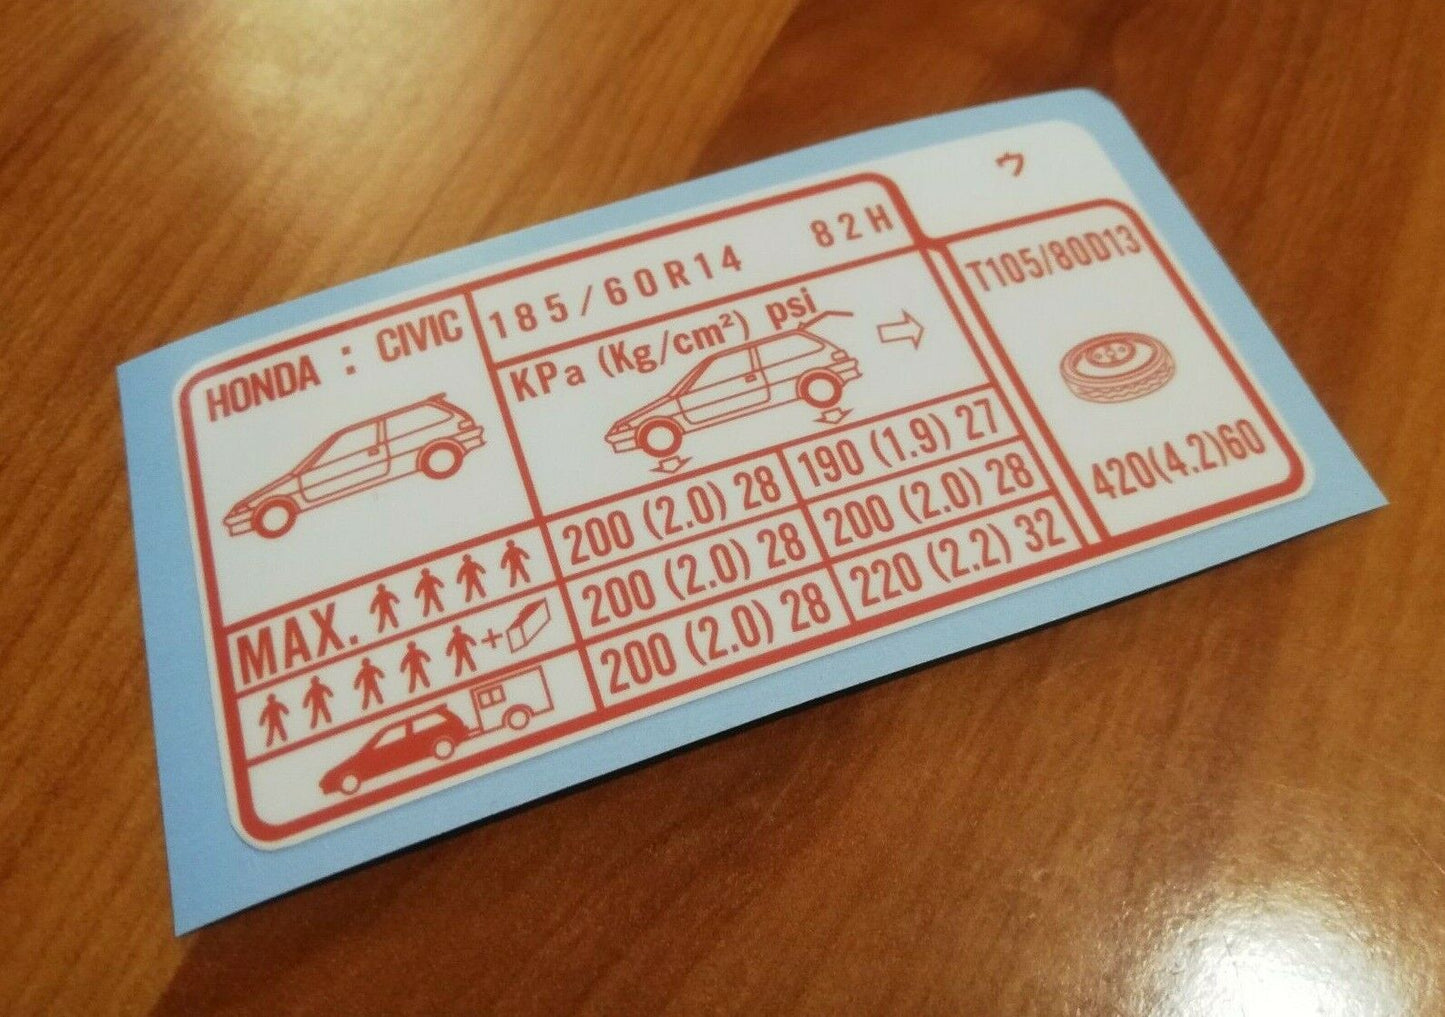 ウ
HONDA : CIVIC
185/60R14 82H
T105/80D13
KPa (Kg/cm²) psi
420(4.2)60
MAX.
200 (2.0) 28 190 (1.9) 27
+
200 (2.0) 28 200 (2.0) 28
200 (2.0) 28 220 (2.2) 32